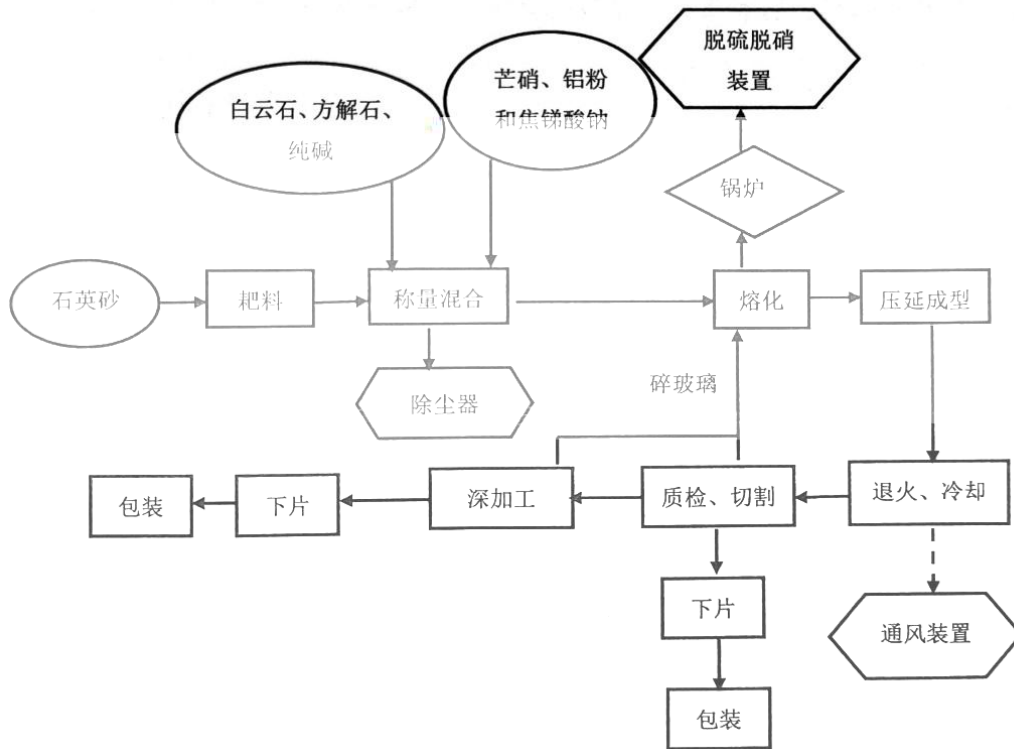 脱硫脱硝
装置
芒硝、铝粉
和焦锑酸钠
白云石、方解石、
纯碱
锅炉
石英砂
耙料
称量混合
熔化
压延成型
除尘器
碎玻璃
包装
下片
深加工
质检、切割
退火、冷却
下片
通风装置
包装